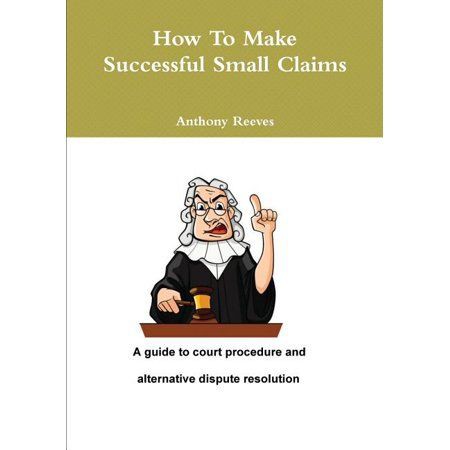 How To Make
Successful Small Claims
Anthony Reeves
A guide to court procedure and
alternative dispute resolution